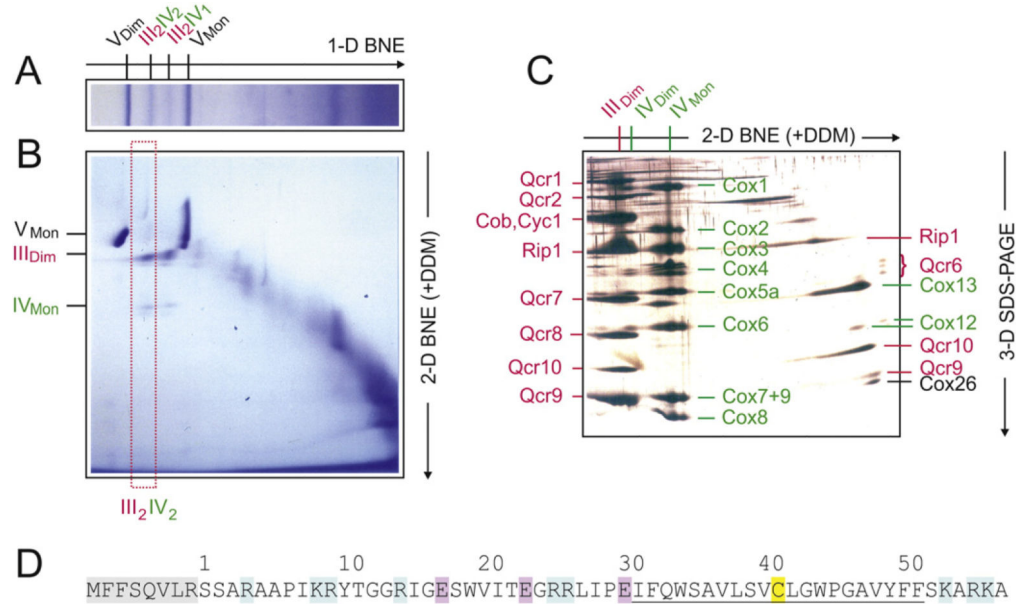 A
VDim
III2IV2
III2IV1
VMon
1-D BNE
B
VMon
IIIDim
IVMon
2-D BNE (+DDM)
III2IV2
C
IIIDim
IVDim
IVMon
2-D BNE (+DDM)
Qcr1
Qcr2
Cob,Cyc1
Rip1
Qcr7
Qcr8
Qcr10
Qcr9
Cox1
Cox2
Cox3
Cox4
Cox5a
Cox6
Cox7+9
Cox8
Rip1
Qcr6
Cox13
Cox12
Qcr10
Qcr9
Cox26
3-D SDS-PAGE
D
1 10 20 30 40 50
MFFSQVLRSSARAAPIKRYTGGRIGESWVITEGRRLIPEIFQWSAVLSVCLGWPGAVYFFSKARKA